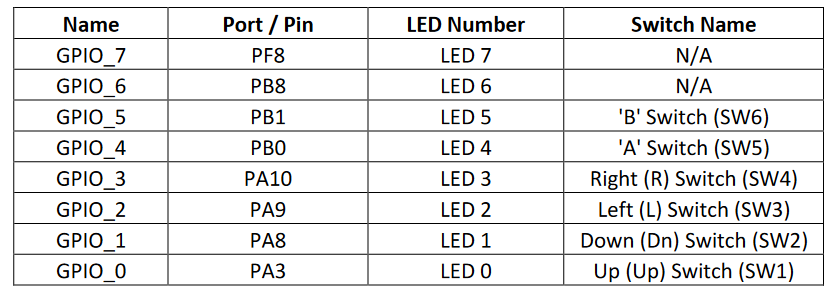 Name Port / Pin LED Number Switch Name
GPIO_7 PF8 LED 7 N/A
GPIO_6 PB8 LED 6 N/A
GPIO_5 PB1 LED 5 'B' Switch (SW6)
GPIO_4 PB0 LED 4 'A' Switch (SW5)
GPIO_3 PA10 LED 3 Right (R) Switch (SW4)
GPIO_2 PA9 LED 2 Left (L) Switch (SW3)
GPIO_1 PA8 LED 1 Down (Dn) Switch (SW2)
GPIO_0 PA3 LED 0 Up (Up) Switch (SW1)